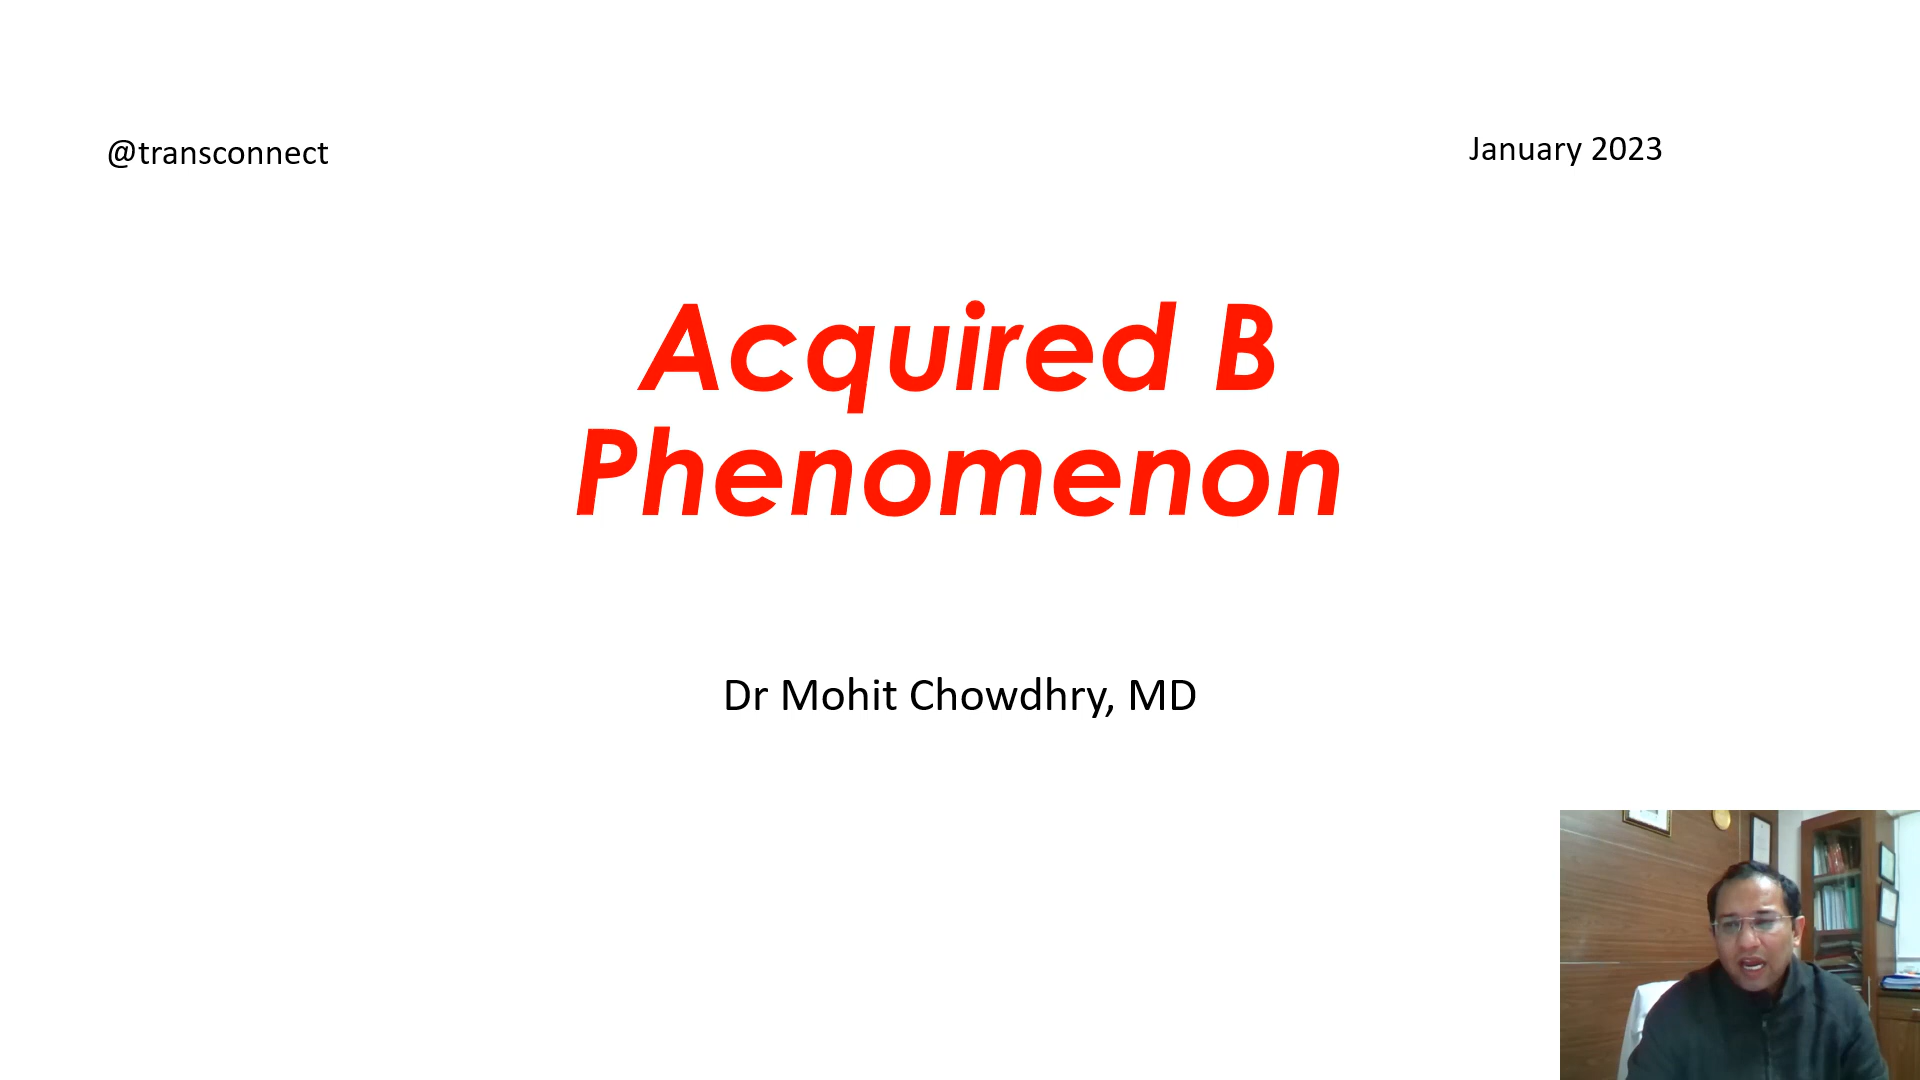 @transconnect
January 2023
Acquired B
Phenomenon
Dr Mohit Chowdhry, MD